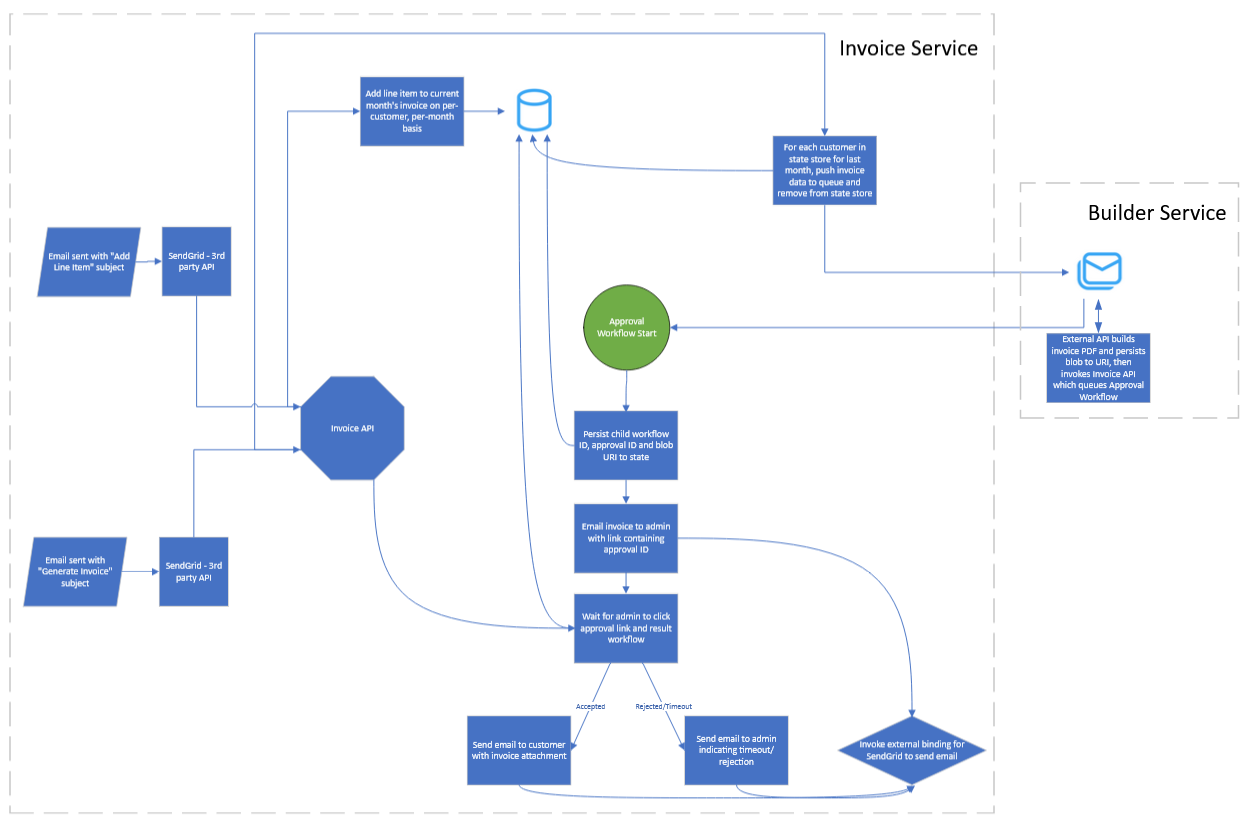 Invoice Service
Add line item to current
month's invoice on per-
customer, per-month
basis
For each customer in
state store for last
month, push invoice
data to queue and
remove from state store
Builder Service
Email sent with "Add
Line Item" subject
SendGrid - 3rd
party API
Approval
Workflow Start
External API builds
invoice PDF and persists
blob to URI, then
invokes Invoice API
which queues Approval
Workflow
Invoice API
Persist child workflow
ID, approval ID and blob
URI to state
Email invoice to admin
with link containing
approval ID
Email sent with
"Generate Invoice"
subject
SendGrid - 3rd
party API
Wait for admin to click
approval link and result
workflow
Accepted
Rejected/Timeout
Send email to customer
with invoice attachment
Send email to admin
indicating timeout/
rejection
Invoke external binding for
SendGrid to send email